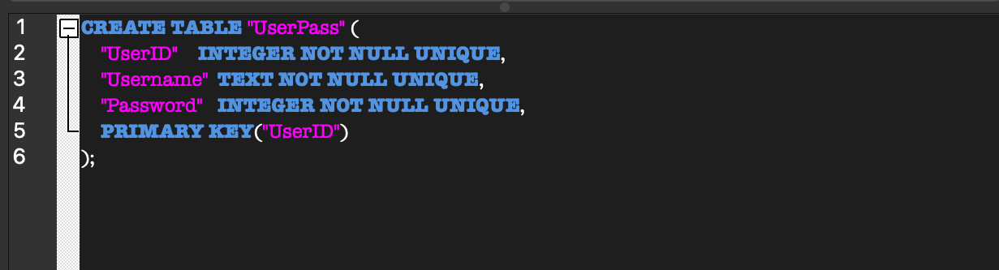 1 CREATE TABLE "UserPass" (
2 "UserID" INTEGER NOT NULL UNIQUE,
3 "Username" TEXT NOT NULL UNIQUE,
4 "Password" INTEGER NOT NULL UNIQUE,
5 PRIMARY KEY("UserID")
6 );